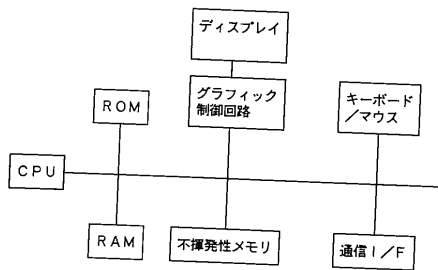 ディスプレイ
グラフィック
制御回路
キーボード
／マウス
ROM
CPU
RAM
不揮発性メモリ
通信I／F